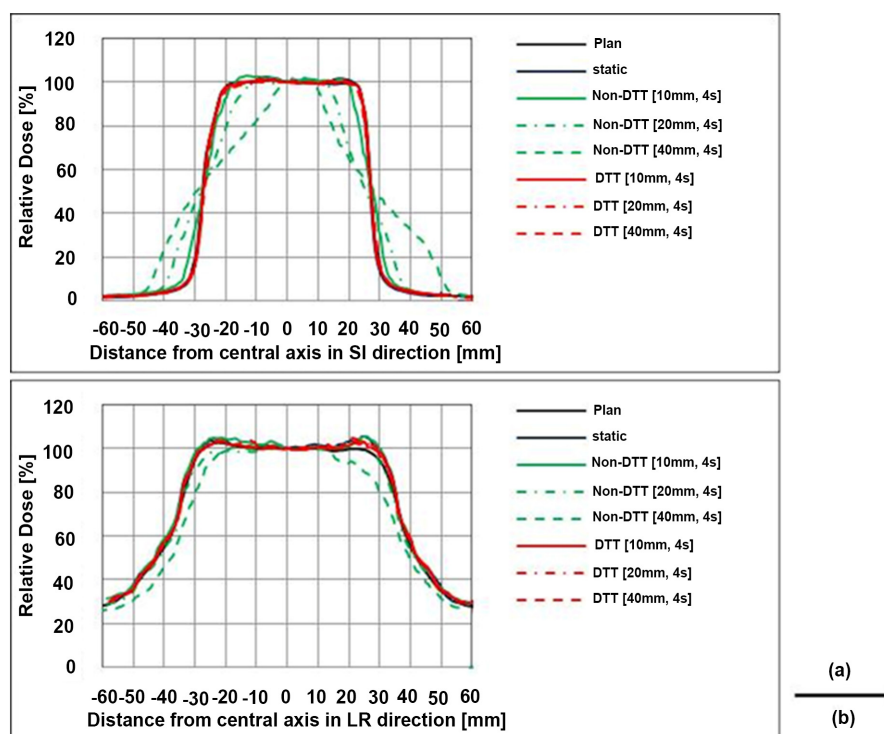 120
100
80
60
40
20
0
Relative Dose [%]
-60 -50 -40 -30 -20 -10 0 10 20 30 40 50 60
Distance from central axis in SI direction [mm]
Plan
static
Non-DTT [10mm, 4s]
Non-DTT [20mm, 4s]
Non-DTT [40mm, 4s]
DTT [10mm, 4s]
DTT [20mm, 4s]
DTT [40mm, 4s]
120
100
80
60
40
20
0
Relative Dose [%]
-60 -50 -40 -30 -20 -10 0 10 20 30 40 50 60
Distance from central axis in LR direction [mm]
Plan
static
Non-DTT [10mm, 4s]
Non-DTT [20mm, 4s]
Non-DTT [40mm, 4s]
DTT [10mm, 4s]
DTT [20mm, 4s]
DTT [40mm, 4s]
(a)
(b)